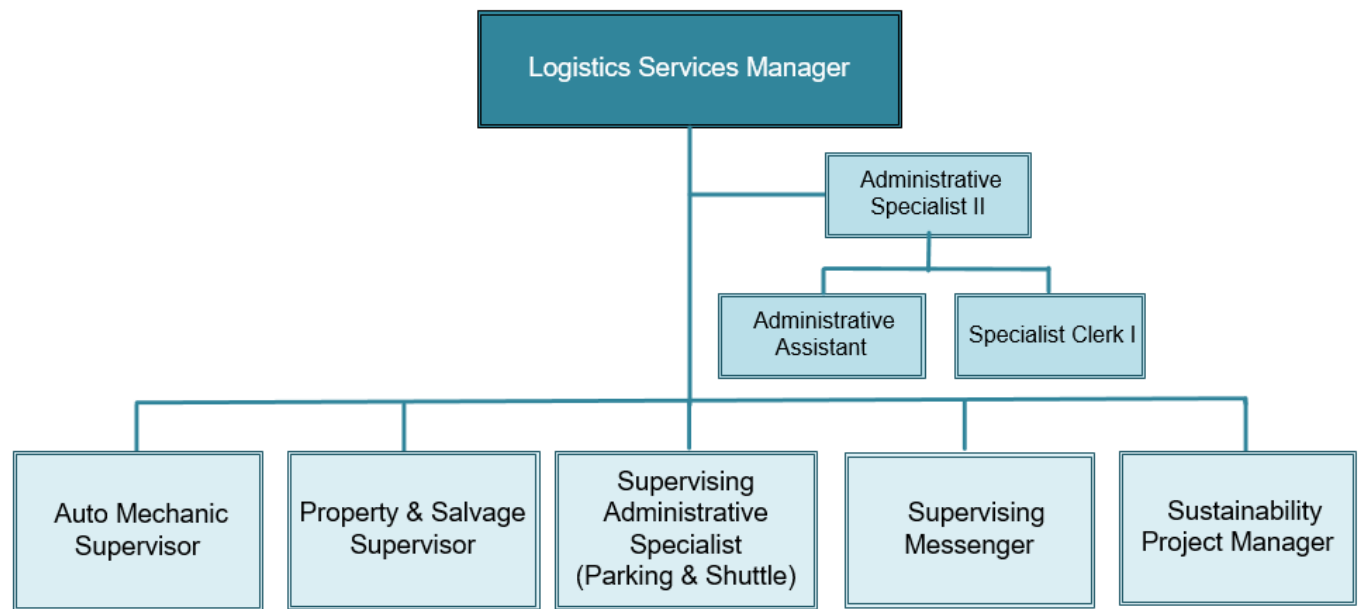 Logistics Services Manager
Administrative
Specialist II
Administrative
Assistant
Specialist Clerk I
Auto Mechanic
Supervisor
Property & Salvage
Supervisor
Supervising
Administrative
Specialist
(Parking & Shuttle)
Supervising
Messenger
Sustainability
Project Manager